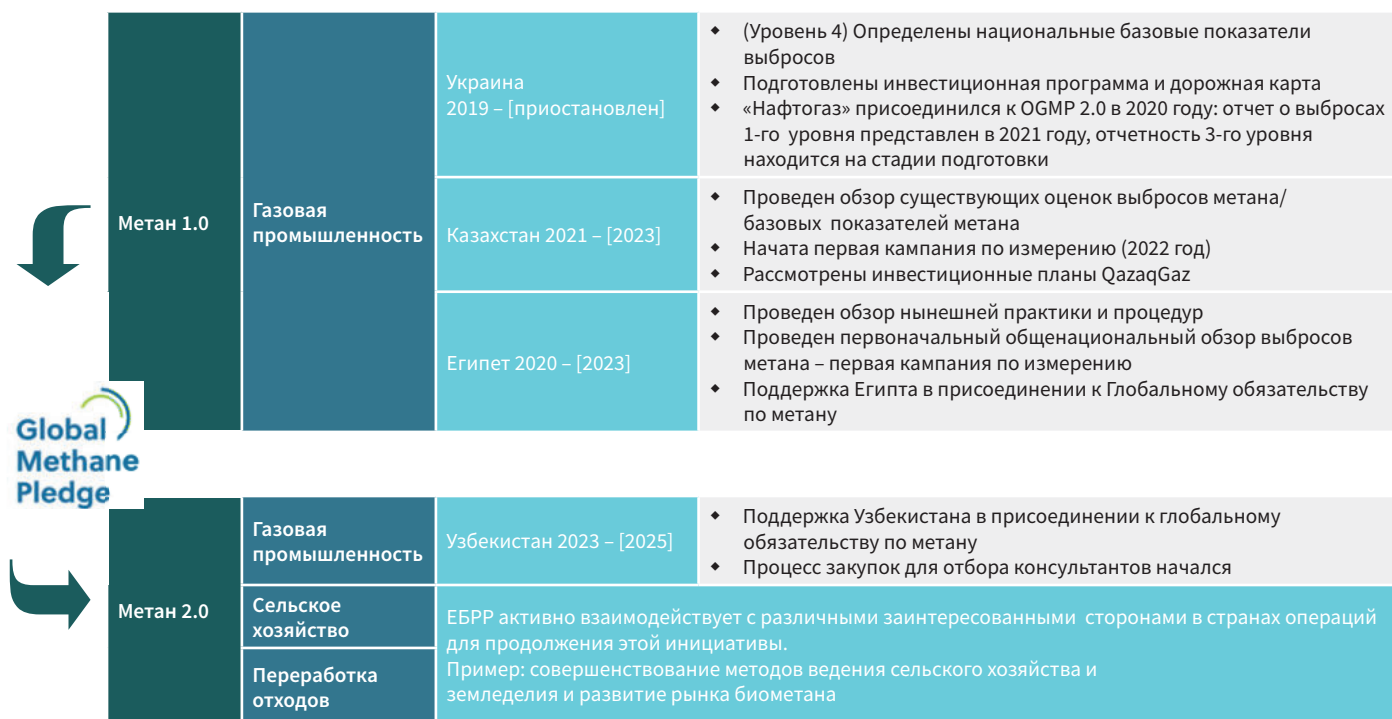 Метан 1.0
Газовая
промышленность
Украина
2019 – [приостановлен]
(Уровень 4) Определены национальные базовые показатели
выбросов
Подготовлены инвестиционная программа и дорожная карта
«Нафтогаз» присоединился к OGMP 2.0 в 2020 году: отчет о выбросах
1-го уровня представлен в 2021 году, отчетность 3-го уровня
находится на стадии подготовки
Казахстан 2021 – [2023]
Проведен обзор существующих оценок выбросов метана/
базовых показателей метана
Начата первая кампания по измерению (2022 год)
Рассмотрены инвестиционные планы QazaqGaz
Египет 2020 – [2023]
Проведен обзор нынешней практики и процедур
Проведен первоначальный общенациональный обзор выбросов
метана – первая кампания по измерению
Поддержка Египта в присоединении к Глобальному обязательству
по метану
Global
Methane
Pledge
Метан 2.0
Газовая
промышленность
Узбекистан 2023 – [2025]
Поддержка Узбекистана в присоединении к глобальному
обязательству по метану
Процесс закупок для отбора консультантов начался
Сельское
хозяйство
Переработка
отходов
ЕБРР активно взаимодействует с различными заинтересованными сторонами в странах операций
для продолжения этой инициативы.
Пример: совершенствование методов ведения сельского хозяйства и
земледелия и развитие рынка биометана